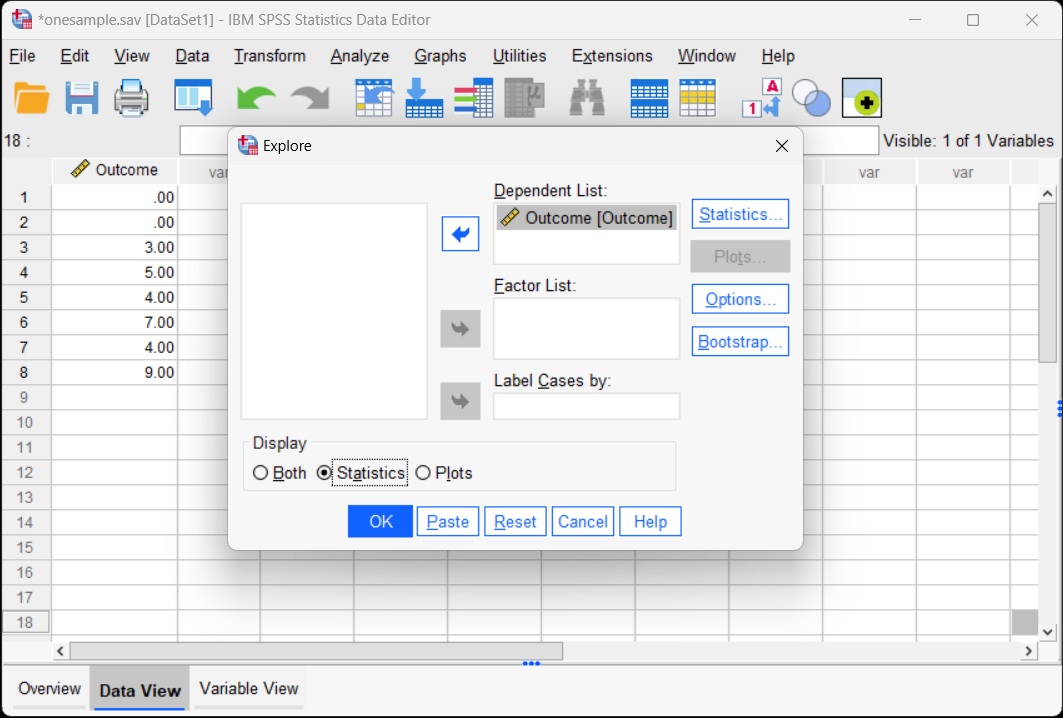 *onesample.sav [DataSet1] - IBM SPSS Statistics Data Editor
File Edit View Data Transform Analyze Graphs Utilities Extensions Window Help
A
1
18 :
Visible: 1 of 1 Variables
Outcome var var var
1 .00
2 .00
3 3.00
4 5.00
5 4.00
6 7.00
7 4.00
8 9.00
9
10
11
12
13
14
15
16
17
18
Explore
Dependent List:
Outcome [Outcome]
Statistics...
Plots...
Factor List:
Options...
Bootstrap...
Label Cases by:
Display
Both Statistics Plots
OK Paste Reset Cancel Help
Overview Data View Variable View